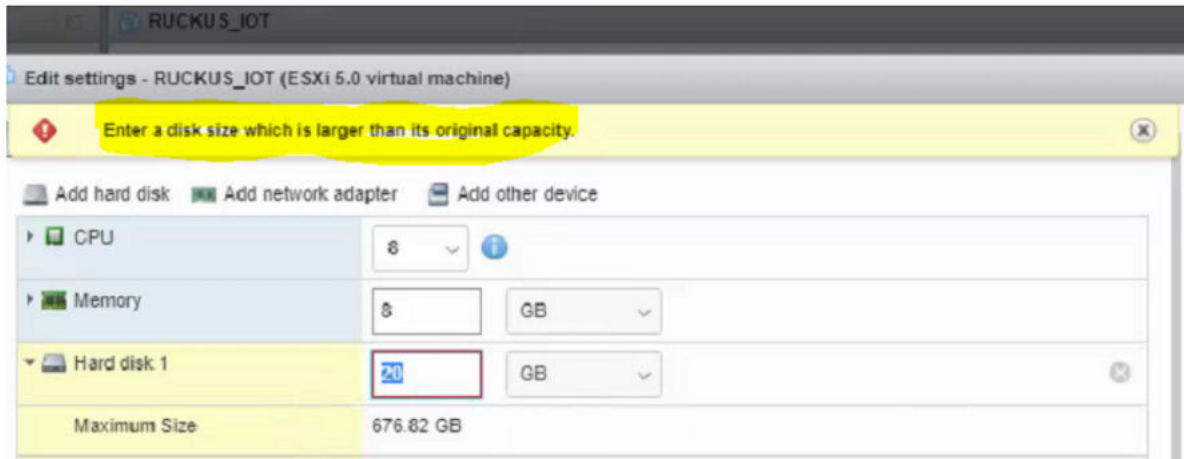 RUCKUS_IOT
Edit settings - RUCKUS_IOT (ESXi 5.0 virtual machine)
Enter a disk size which is larger than its original capacity.
Add hard disk Add network adapter Add other device
CPU 8
Memory 8 GB
Hard disk 1 20 GB
Maximum Size 676.82 GB